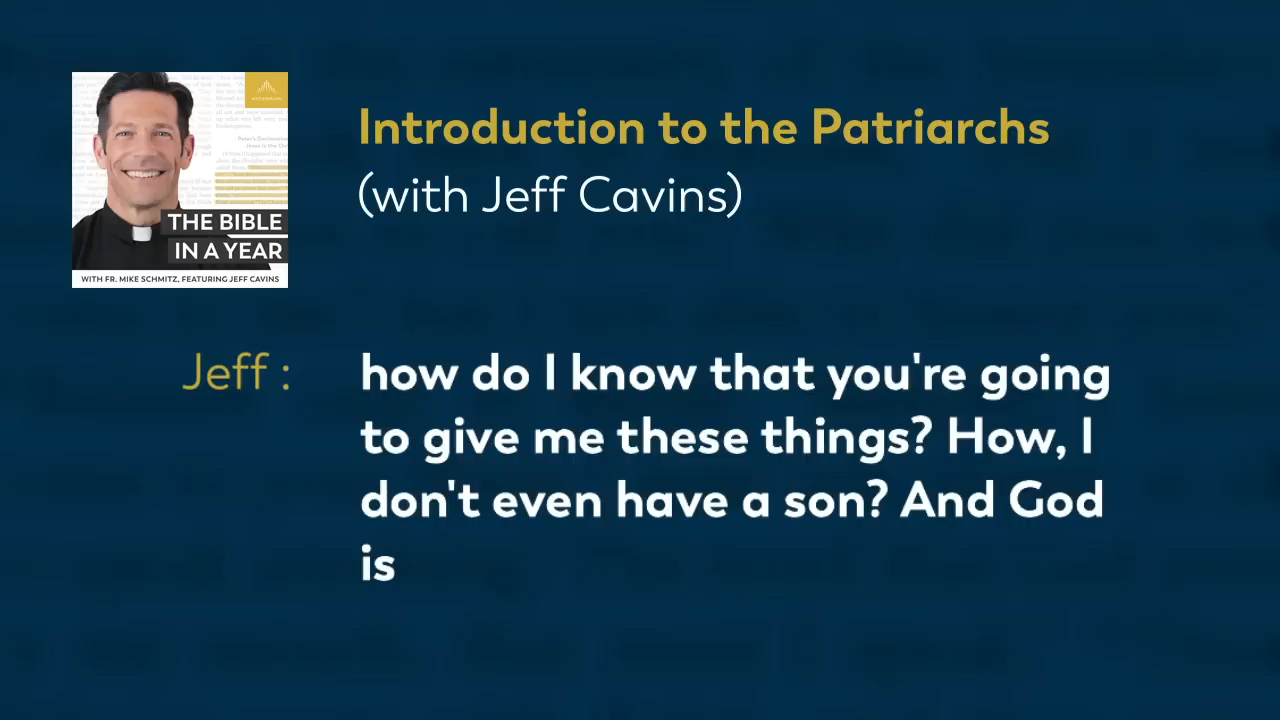 Introduction to the Patriarchs
(with Jeff Cavins)
THE BIBLE
IN A YEAR
WITH FR. MIKE SCHMITZ, FEATURING JEFF CAVINS
Jeff : how do I know that you're going
to give me these things? How, I
don't even have a son? And God
is